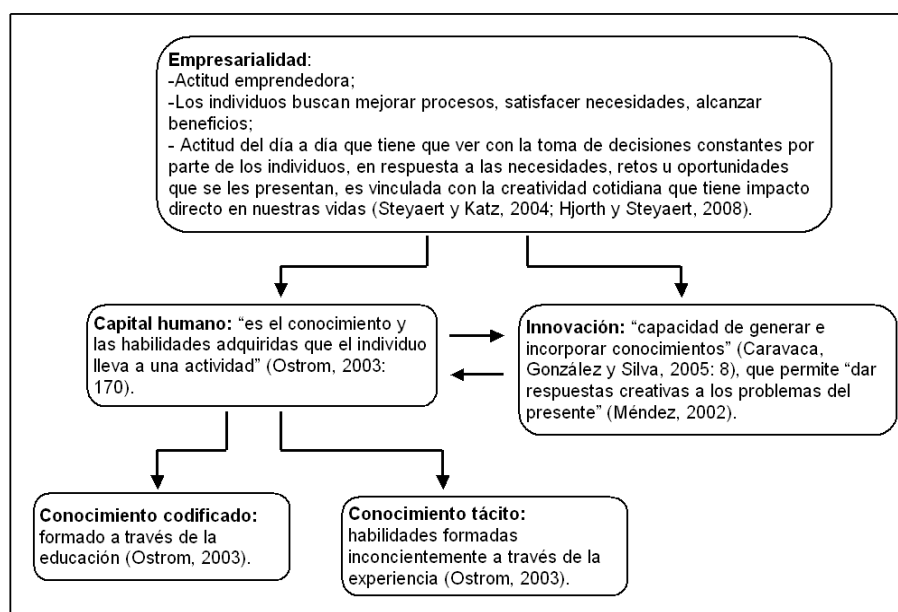 Empresarialidad:
-Actitud emprendedora;
-Los individuos buscan mejorar procesos, satisfacer necesidades, alcanzar
beneficios;
- Actitud del día a día que tiene que ver con la toma de decisiones constantes por
parte de los individuos, en respuesta a las necesidades, retos u oportunidades
que se les presentan, es vinculada con la creatividad cotidiana que tiene impacto
directo en nuestras vidas (Steyaert y Katz, 2004; Hjorth y Steyaert, 2008).
Capital humano: “es el conocimiento y
las habilidades adquiridas que el individuo
lleva a una actividad” (Ostrom, 2003:
170).
Innovación: “capacidad de generar e
incorporar conocimientos” (Caravaca,
González y Silva, 2005: 8), que permite “dar
respuestas creativas a los problemas del
presente” (Méndez, 2002).
Conocimiento codificado:
formado a través de la
educación (Ostrom, 2003).
Conocimiento tácito:
habilidades formadas
inconcientemente a través de la
experiencia (Ostrom, 2003).